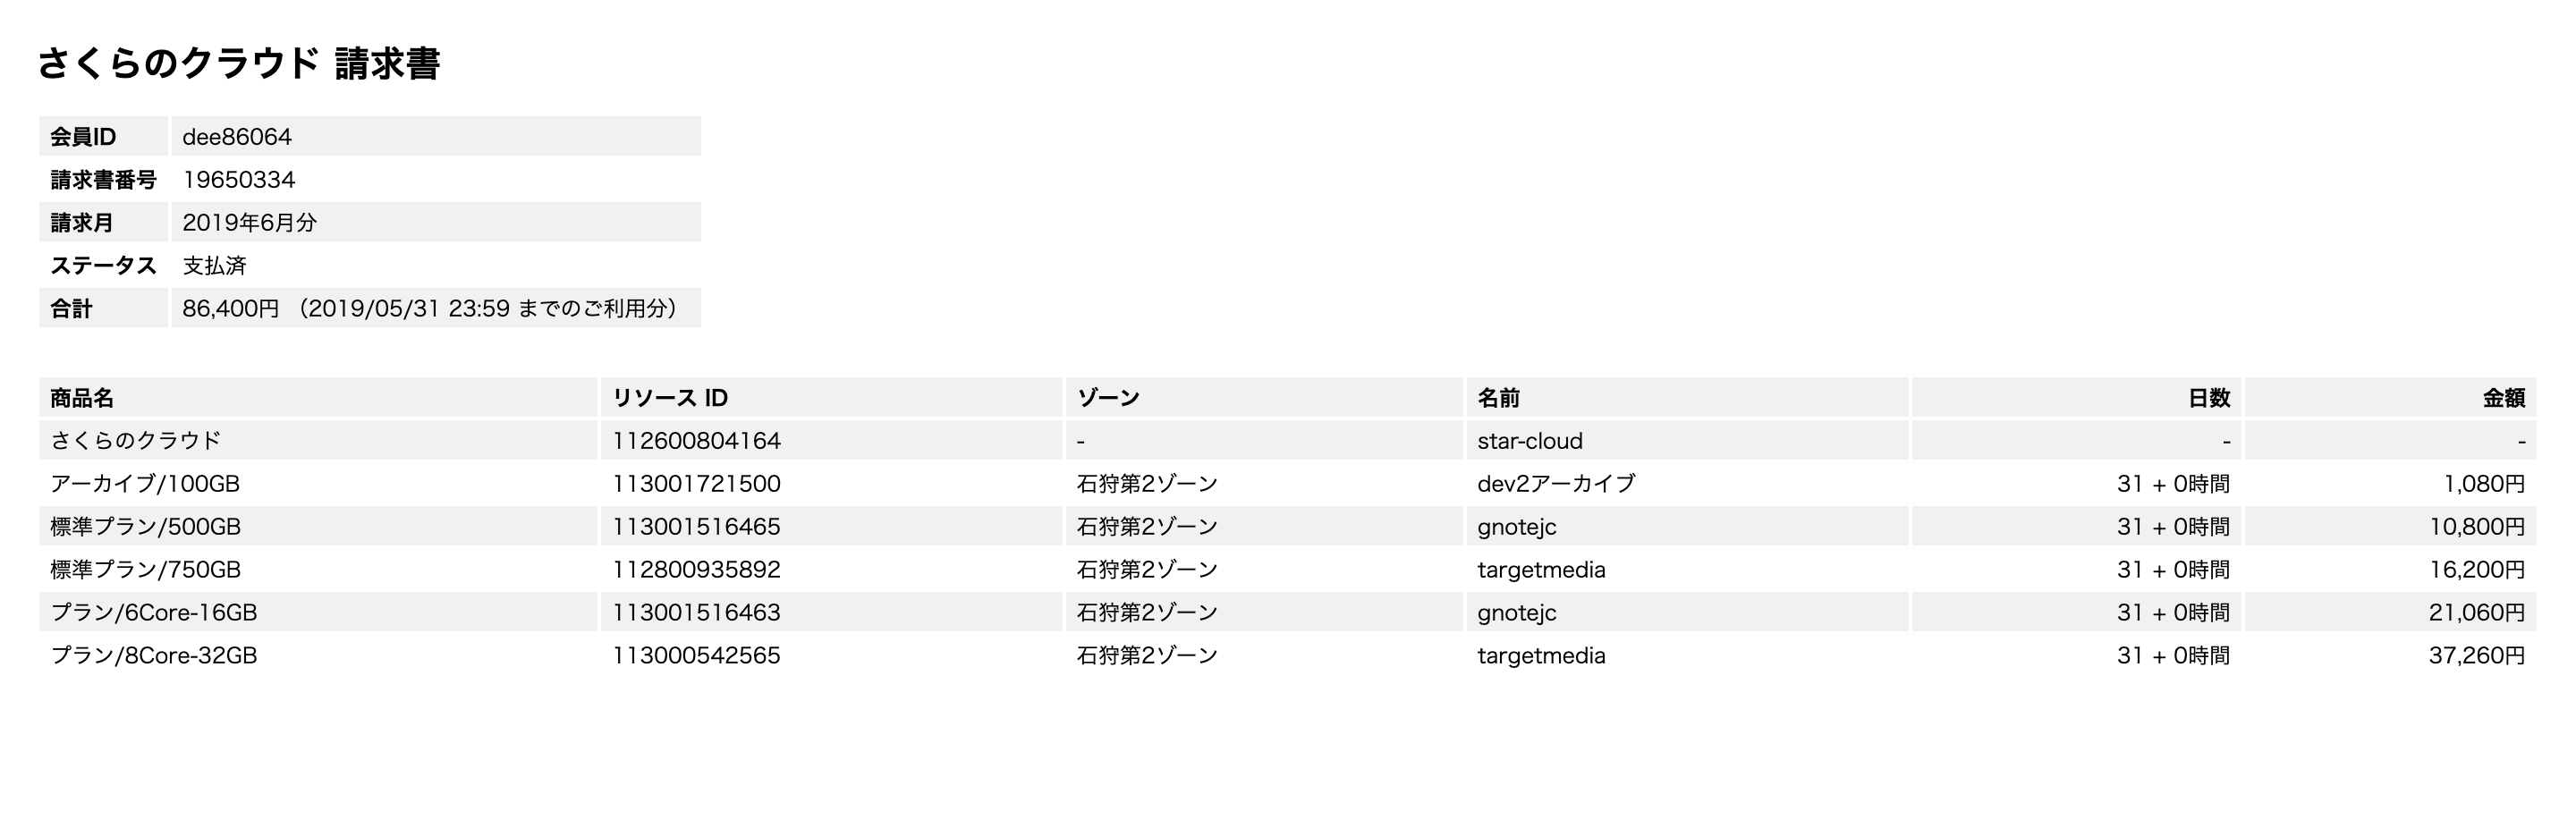 さくらのクラウド 請求書
会員ID dee86064
請求書番号 19650334
請求月 2019年6月分
ステータス 支払済
合計 86,400円 （2019/05/31 23:59 までのご利用分）
商品名 リソース ID ゾーン 名前 日数 金額
さくらのクラウド 112600804164 - star-cloud - -
アーカイブ/100GB 113001721500 石狩第2ゾーン dev2アーカイブ 31 + 0時間 1,080円
標準プラン/500GB 113001516465 石狩第2ゾーン gnotejc 31 + 0時間 10,800円
標準プラン/750GB 112800935892 石狩第2ゾーン targetmedia 31 + 0時間 16,200円
プラン/6Core-16GB 113001516463 石狩第2ゾーン gnotejc 31 + 0時間 21,060円
プラン/8Core-32GB 113000542565 石狩第2ゾーン targetmedia 31 + 0時間 37,260円